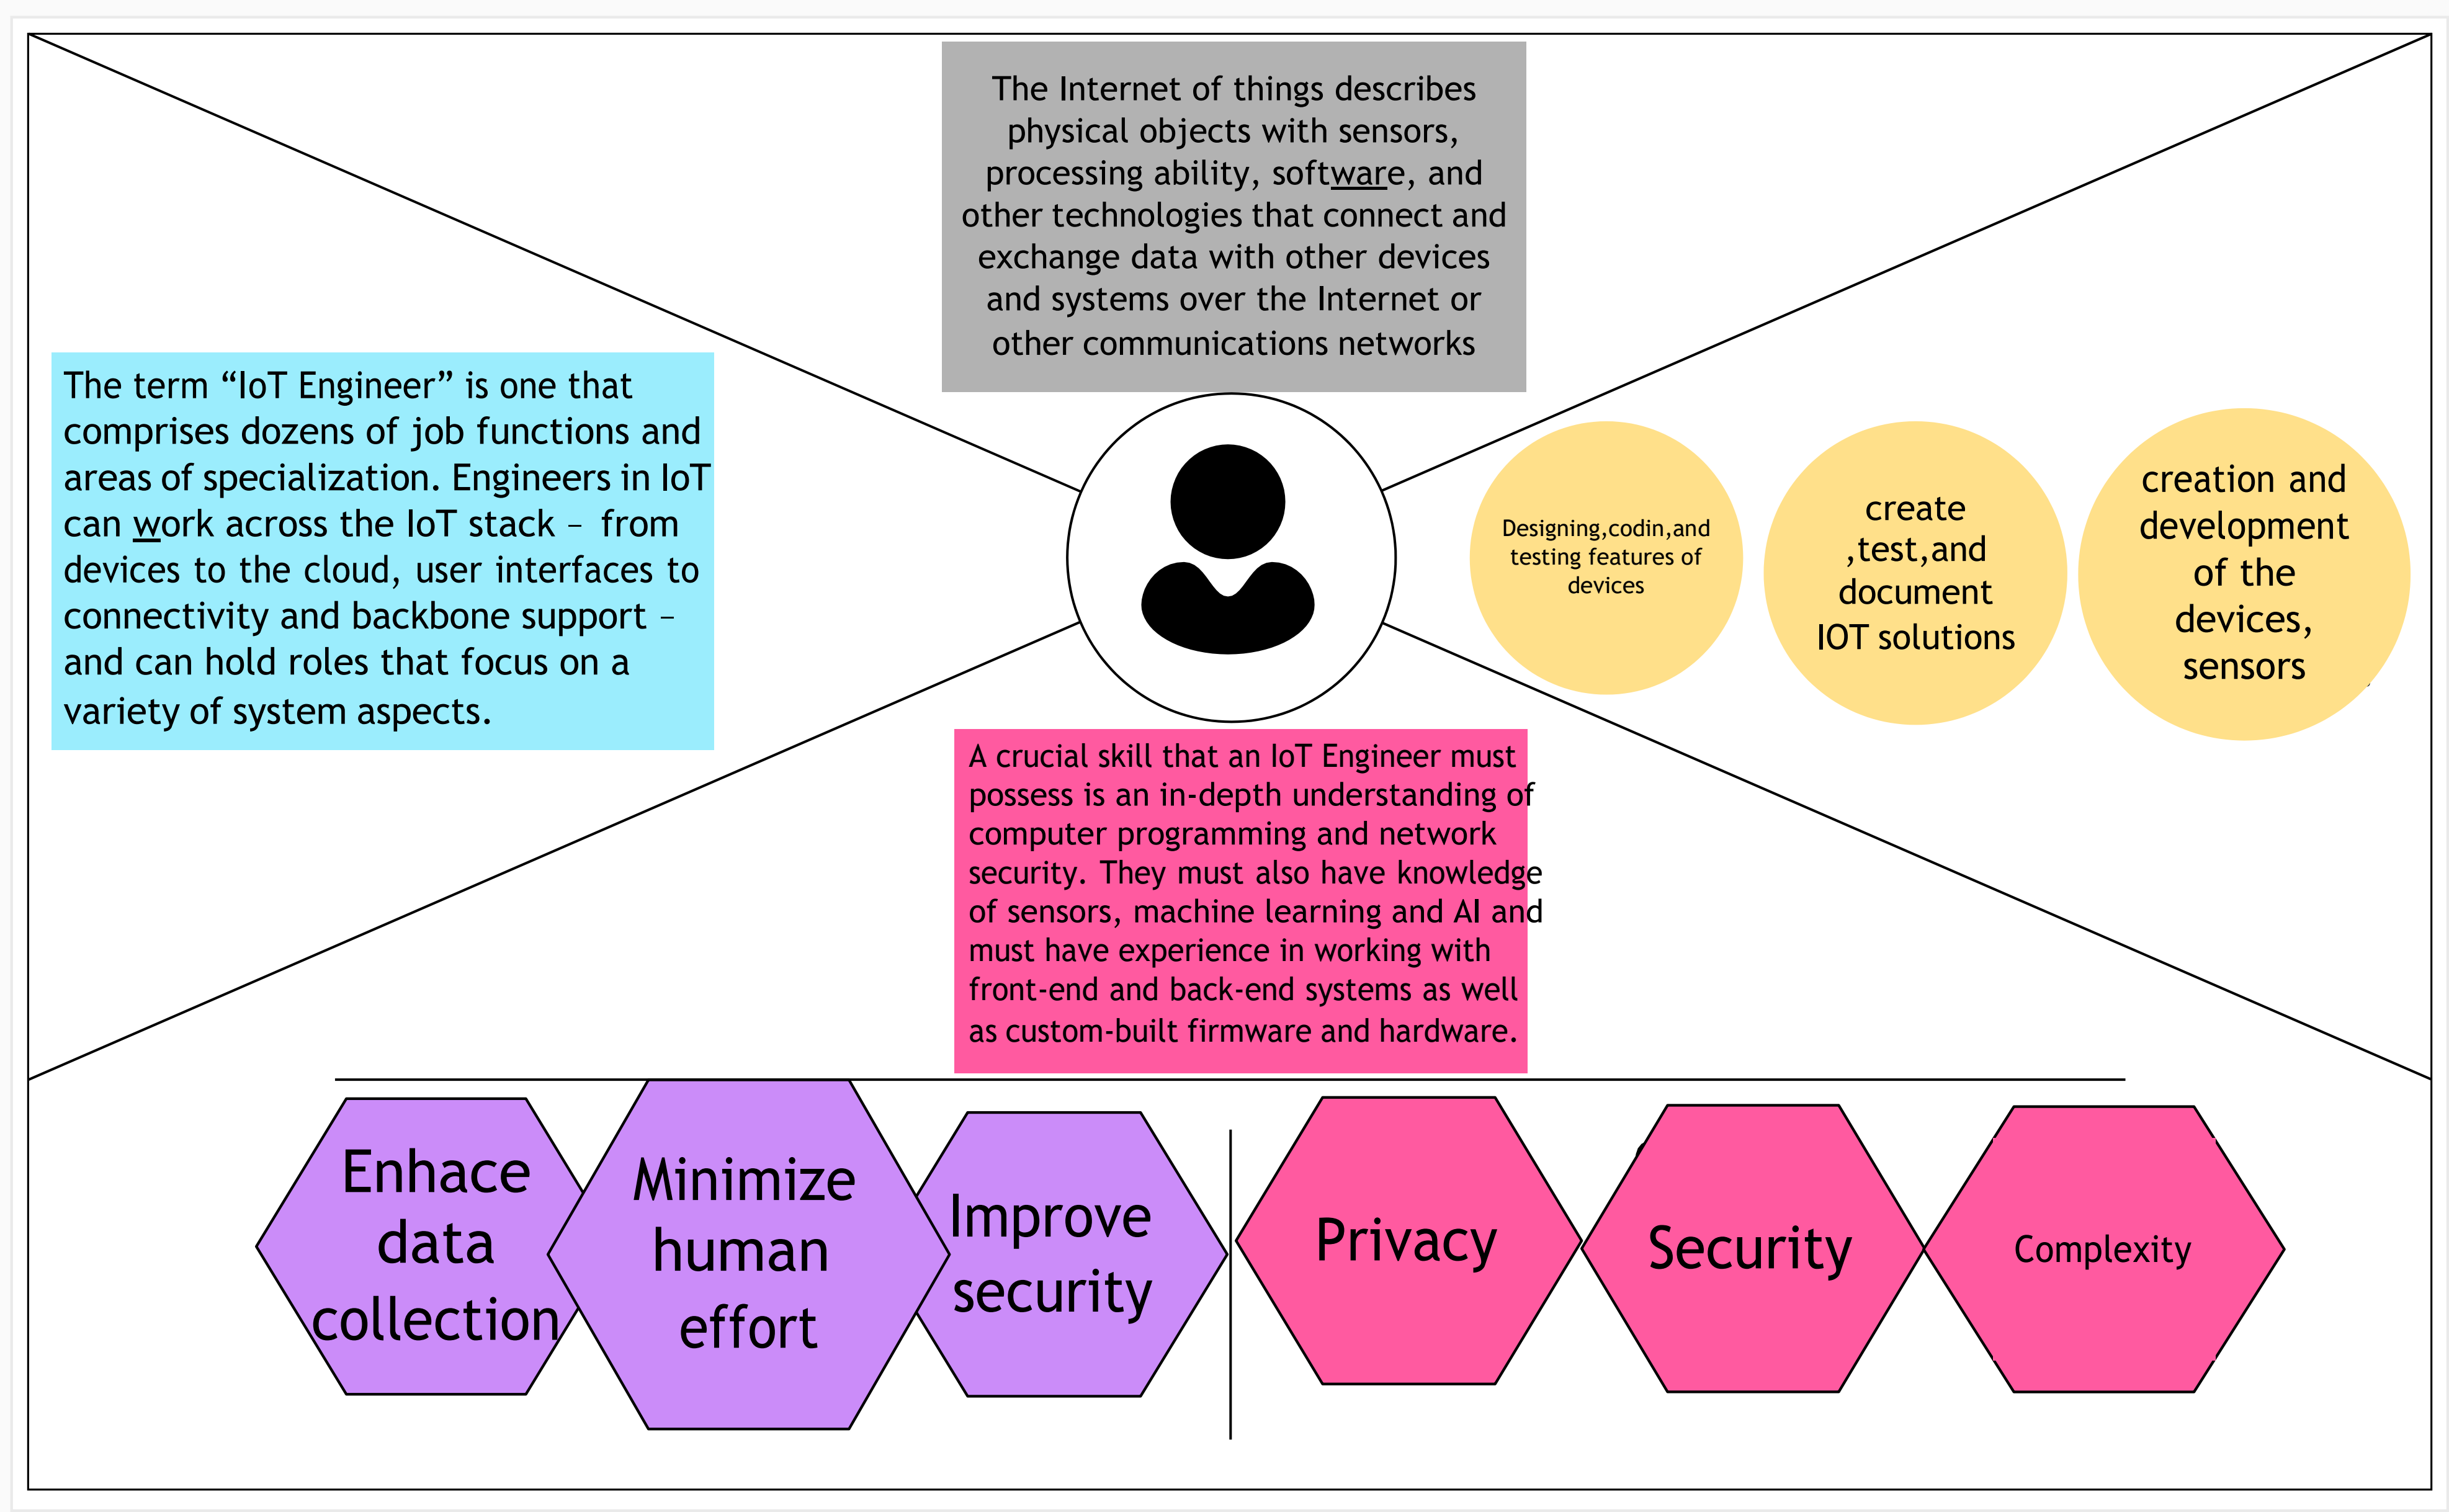 The Internet of things describes
physical objects with sensors,
processing ability, software, and
other technologies that connect and
exchange data with other devices
and systems over the Internet or
other communications networks
The term “IoT Engineer” is one that
comprises dozens of job functions and
areas of specialization. Engineers in IoT
can work across the IoT stack – from
devices to the cloud, user interfaces to
connectivity and backbone support –
and can hold roles that focus on a
variety of system aspects.
Designing,codin,and
testing features of
devices
create
,test,and
document
IOT solutions
creation and
development
of the
devices,
sensors
A crucial skill that an IoT Engineer must
possess is an in-depth understanding of
computer programming and network
security. They must also have knowledge
of sensors, machine learning and AI and
must have experience in working with
front-end and back-end systems as well
as custom-built firmware and hardware.
Enhace
data
collection
Minimize
human
effort
Improve
security
Privacy
Security
Complexity